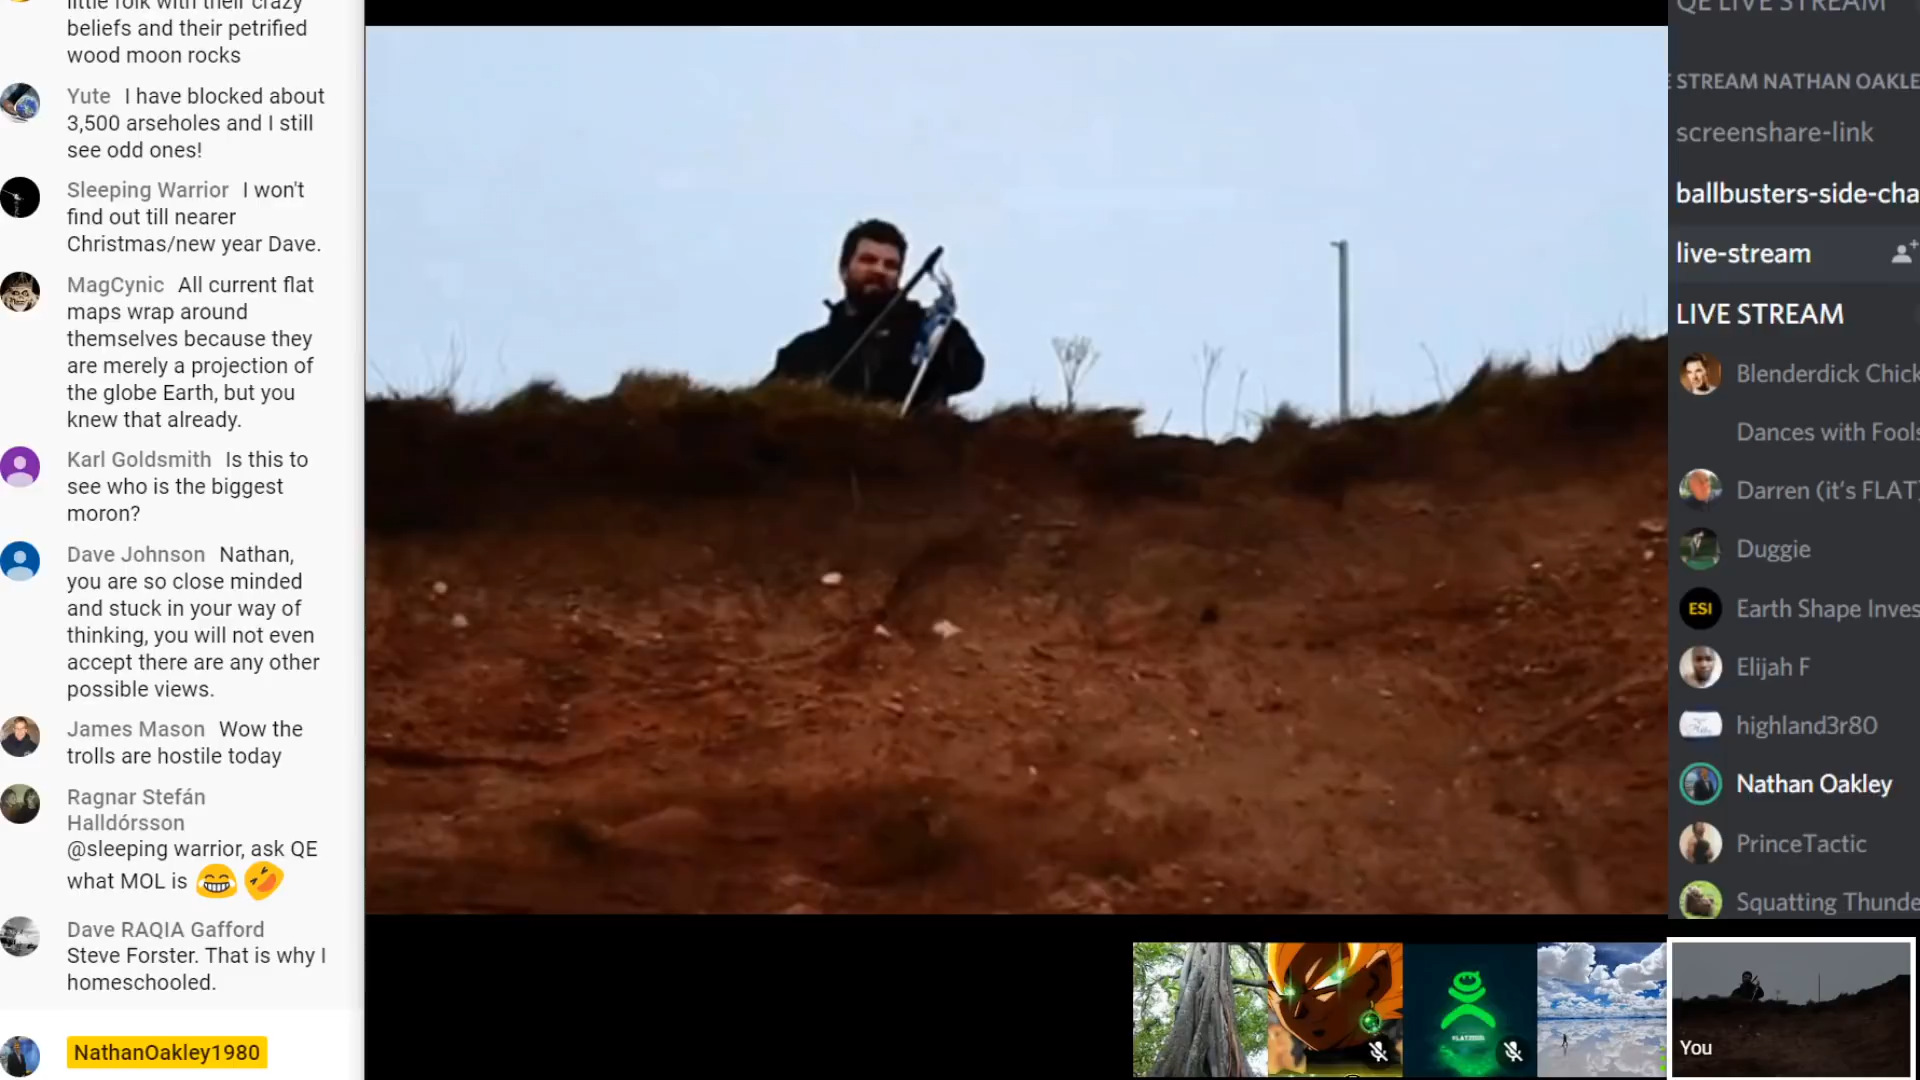 little folk with their crazy
beliefs and their petrified
wood moon rocks
Yute I have blocked about
3,500 arseholes and I still
see odd ones!
Sleeping Warrior I won't
find out till nearer
Christmas/new year Dave.
MagCynic All current flat
maps wrap around
themselves because they
are merely a projection of
the globe Earth, but you
knew that already.
Karl Goldsmith Is this to
see who is the biggest
moron?
Dave Johnson Nathan,
you are so close minded
and stuck in your way of
thinking, you will not even
accept there are any other
possible views.
James Mason Wow the
trolls are hostile today
Ragnar Stefán
Halldórsson
@sleeping warrior, ask QE
what MOL is 😂 🤣
Dave RAQIA Gafford
Steve Forster. That is why I
homeschooled.
NathanOakley1980
QE LIVE STREAM
STREAM NATHAN OAKLE
screenshare-link
ballbusters-side-cha
live-stream
LIVE STREAM
Blenderdick Chick
Dances with Fools
Darren (it's FLAT)
Duggie
ESI
Earth Shape Inves
Elijah F
highland3r80
Nathan Oakley
PrinceTactic
Squatting Thunde
You